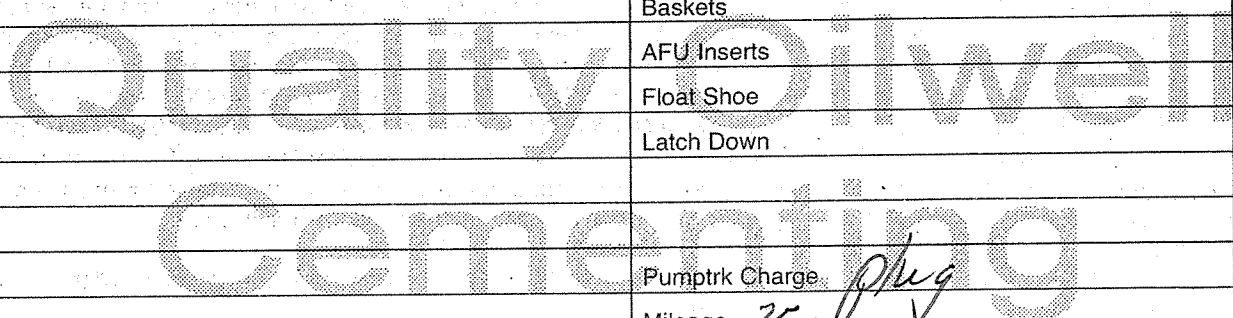 Baskets
Quality Oilwell
AFU Inserts
Float Shoe
Latch Down
Cementing
Pumptrk Charge plug
Mileage